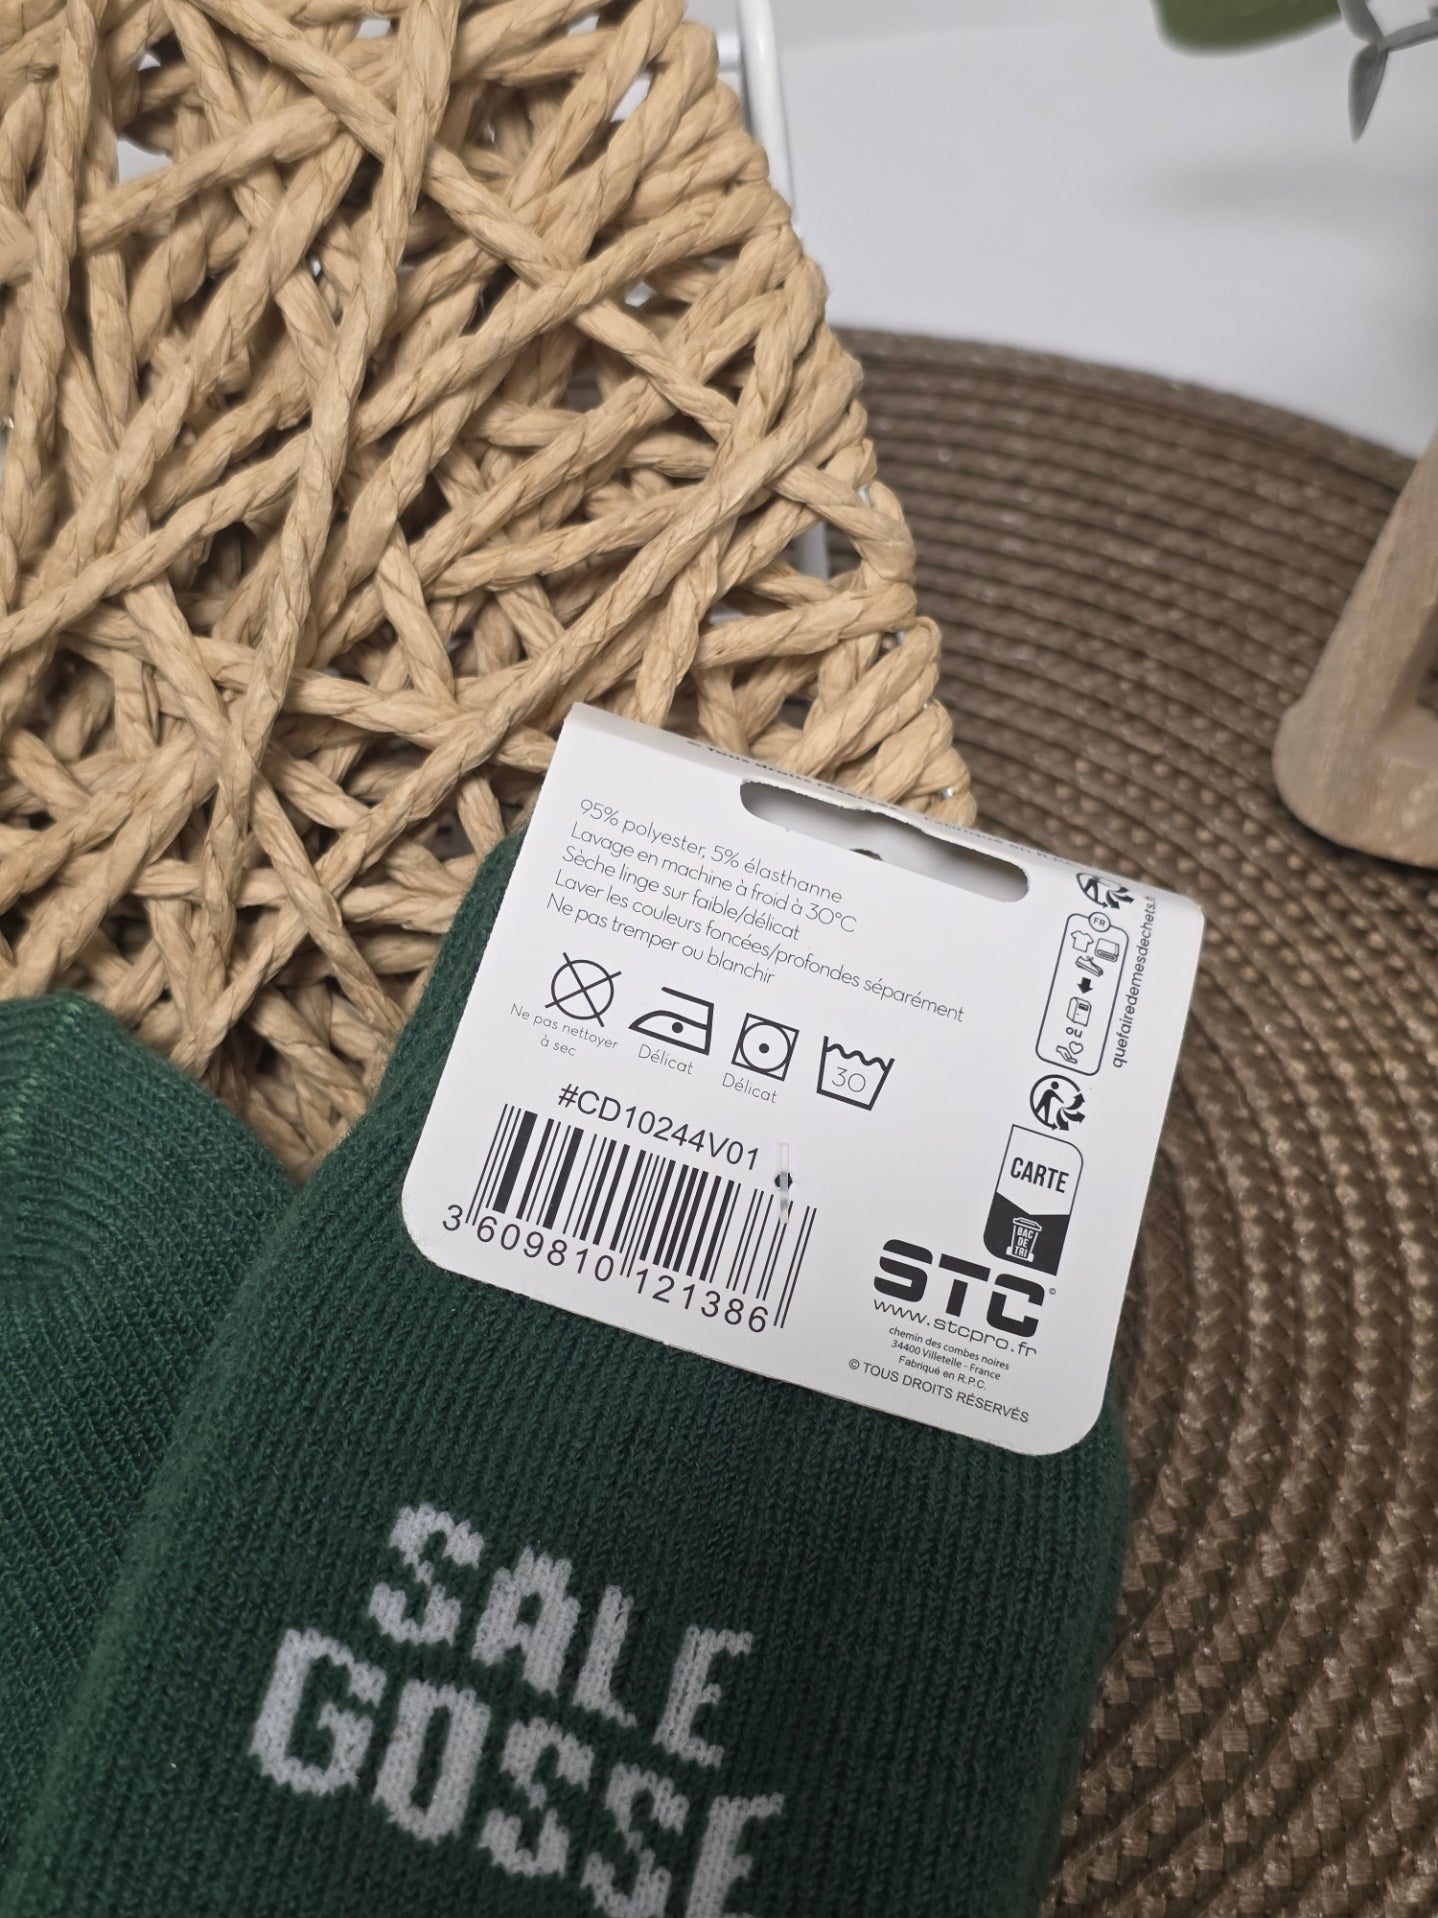 95% polyester, 5% élasthanne
Lavage en machine à froid à 30°C
Sèche linge sur faible/délicat
Laver les couleurs foncées/profondes séparément
Ne pas tremper ou blanchir
Ne pas nettoyer
à sec
Délicat
Délicat
30
#CD10244V01
3 609810 121386
FR
quefairedemesdechets.f
CARTE
BAC
DE
TRI
STC©
www.stcpro.fr
chemin des combes noires
34400 Villetelle - France
Fabriqué en R.P.C.
© TOUS DROITS RÉSERVÉS
SALE
GOSSE